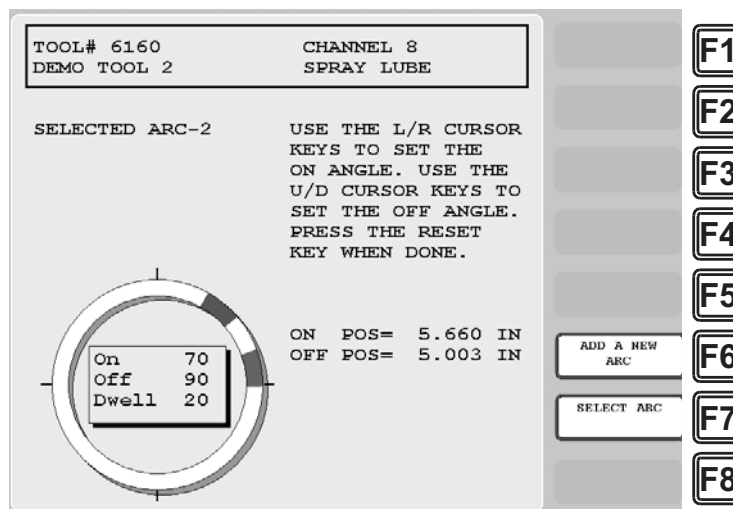 TOOL# 6160
DEMO TOOL 2
CHANNEL 8
SPRAY LUBE
SELECTED ARC-2
USE THE L/R CURSOR
KEYS TO SET THE
ON ANGLE. USE THE
U/D CURSOR KEYS TO
SET THE OFF ANGLE.
PRESS THE RESET
KEY WHEN DONE.
On 70
Off 90
Dwell 20
ON POS= 5.660 IN
OFF POS= 5.003 IN
ADD A NEW
ARC
SELECT ARC
F1
F2
F3
F4
F5
F6
F7
F8